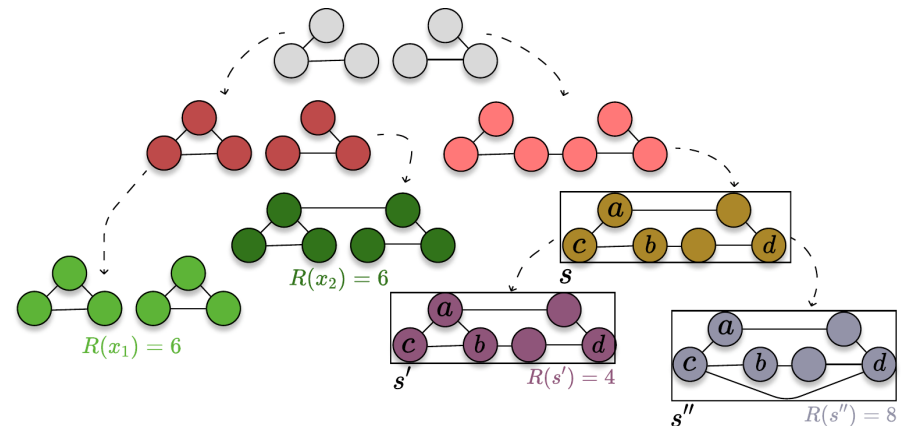 a
c b d
s
R(x₂) = 6
a
c b d
s′
R(s′) = 4
R(x₁) = 6
a
c b d
s″
R(s″) = 8